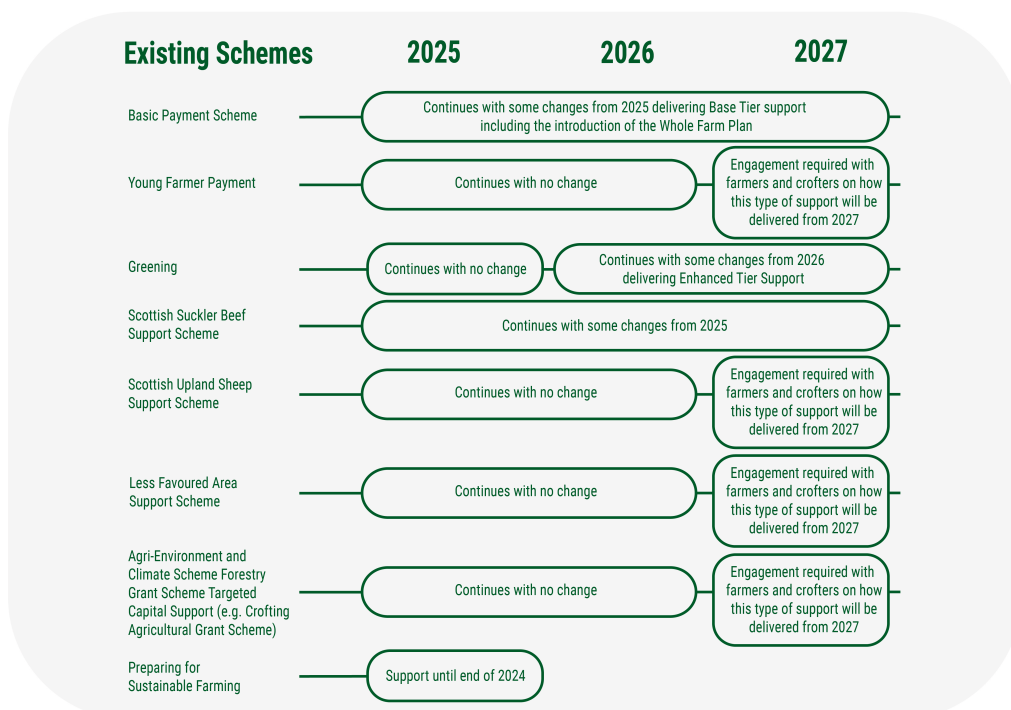 Existing Schemes 2025 2026 2027
Basic Payment Scheme
Continues with some changes from 2025 delivering Base Tier support
including the introduction of the Whole Farm Plan
Young Farmer Payment
Continues with no change
Engagement required with
farmers and crofters on how
this type of support will be
delivered from 2027
Greening
Continues with no change
Continues with some changes from 2026
delivering Enhanced Tier Support
Scottish Suckler Beef
Support Scheme
Continues with some changes from 2025
Scottish Upland Sheep
Support Scheme
Continues with no change
Engagement required with
farmers and crofters on how
this type of support will be
delivered from 2027
Less Favoured Area
Support Scheme
Continues with no change
Engagement required with
farmers and crofters on how
this type of support will be
delivered from 2027
Agri-Environment and
Climate Scheme Forestry
Grant Scheme Targeted
Capital Support (e.g. Crofting
Agricultural Grant Scheme)
Continues with no change
Engagement required with
farmers and crofters on how
this type of support will be
delivered from 2027
Preparing for
Sustainable Farming
Support until end of 2024